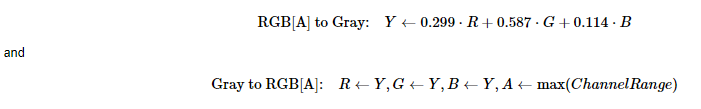 RGB[A] to Gray: Y ← 0.299 · R + 0.587 · G + 0.114 · B
and
Gray to RGB[A]: R ← Y, G ← Y, B ← Y, A ← max(ChannelRange)